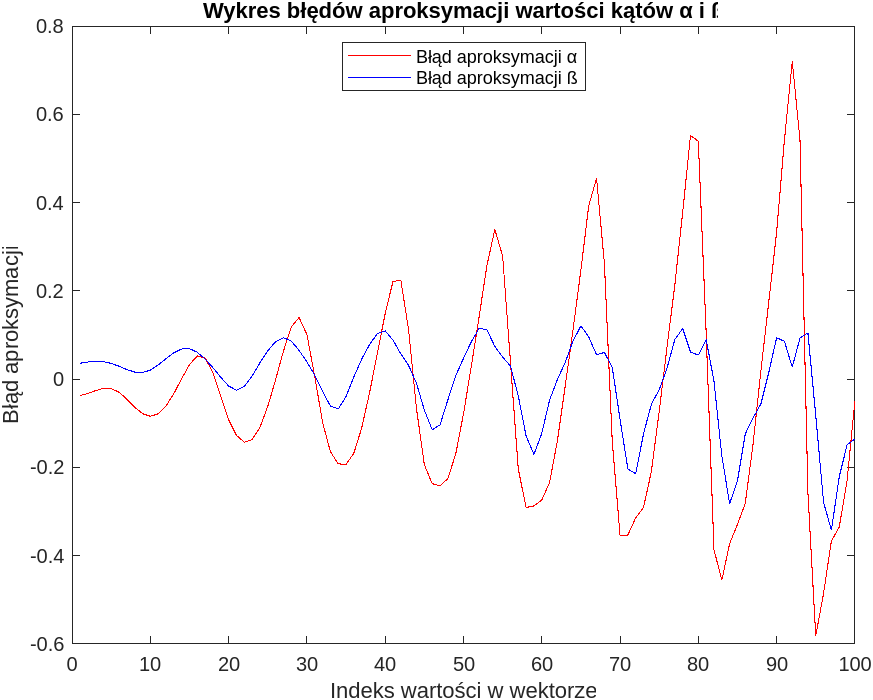 Wykres błędów aproksymacji wartości kątów α i ß
Błąd aproksymacji α
Błąd aproksymacji ß
0.8
0.6
0.4
0.2
0
-0.2
-0.4
-0.6
Błąd aproksymacji
0 10 20 30 40 50 60 70 80 90 100
Indeks wartości w wektorze